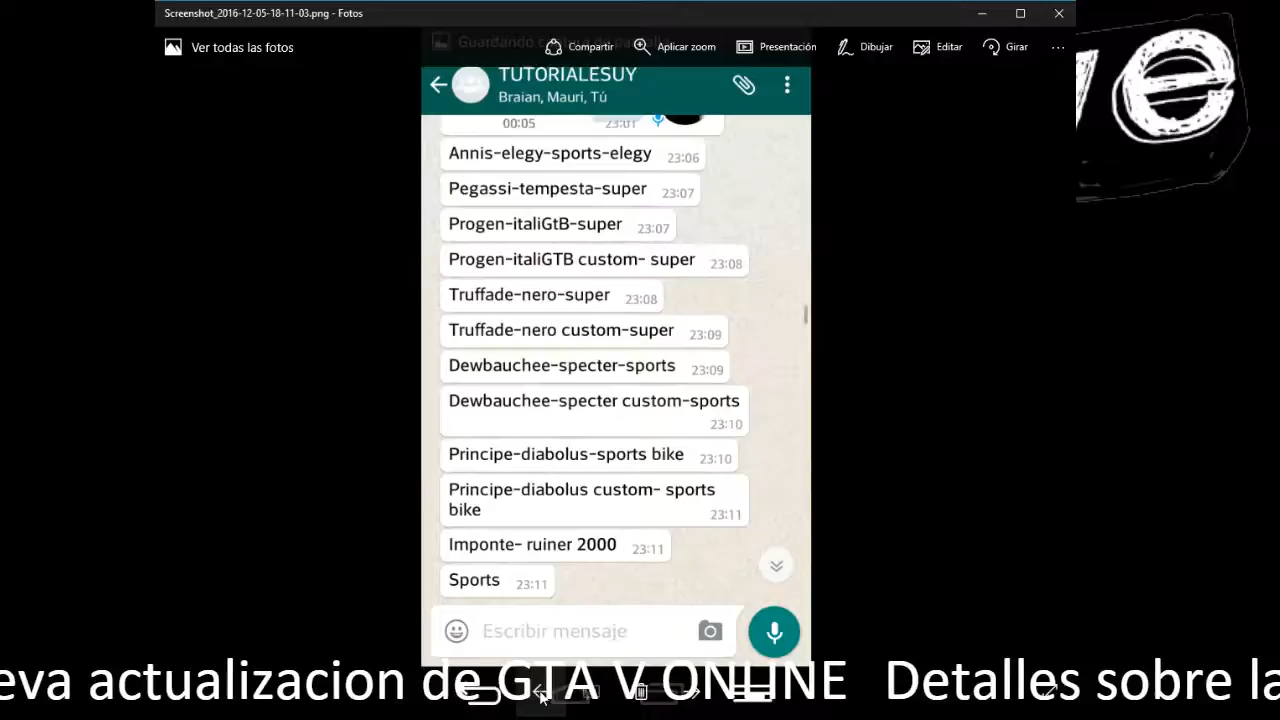 Screenshot_2016-12-05-18-11-03.png - Fotos
Ver todas las fotos
Compartir
Aplicar zoom
Presentación
Dibujar
Editar
Girar
TUTORIALESUY
Braian, Mauri, Tú
00:05 23:01
Annis-elegy-sports-elegy 23:06
Pegassi-tempesta-super 23:07
Progen-italiGtB-super 23:07
Progen-italiGTB custom- super 23:08
Truffade-nero-super 23:08
Truffade-nero custom-super 23:09
Dewbauchee-specter-sports 23:09
Dewbauchee-specter custom-sports
23:10
Principe-diabolus-sports bike 23:10
Principe-diabolus custom- sports
bike 23:11
Imponte- ruiner 2000 23:11
Sports 23:11
Escribir mensaje
eva actualizacion de GTA V ONLINE Detalles sobre la